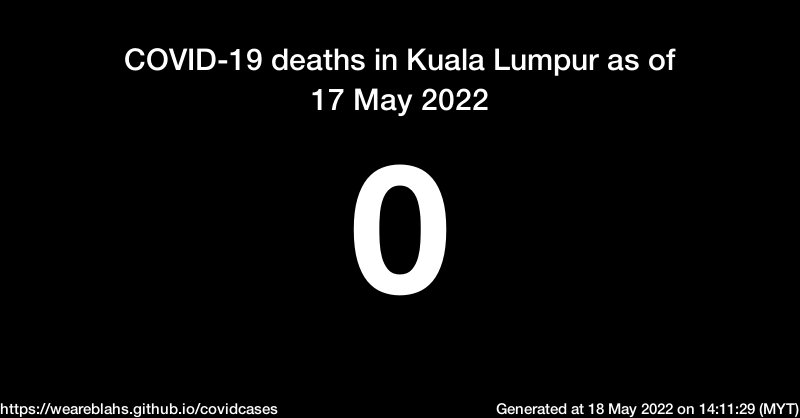 COVID-19 deaths in Kuala Lumpur as of
17 May 2022
0
https://weareblahs.github.io/covidcases
Generated at 18 May 2022 on 14:11:29 (MYT)